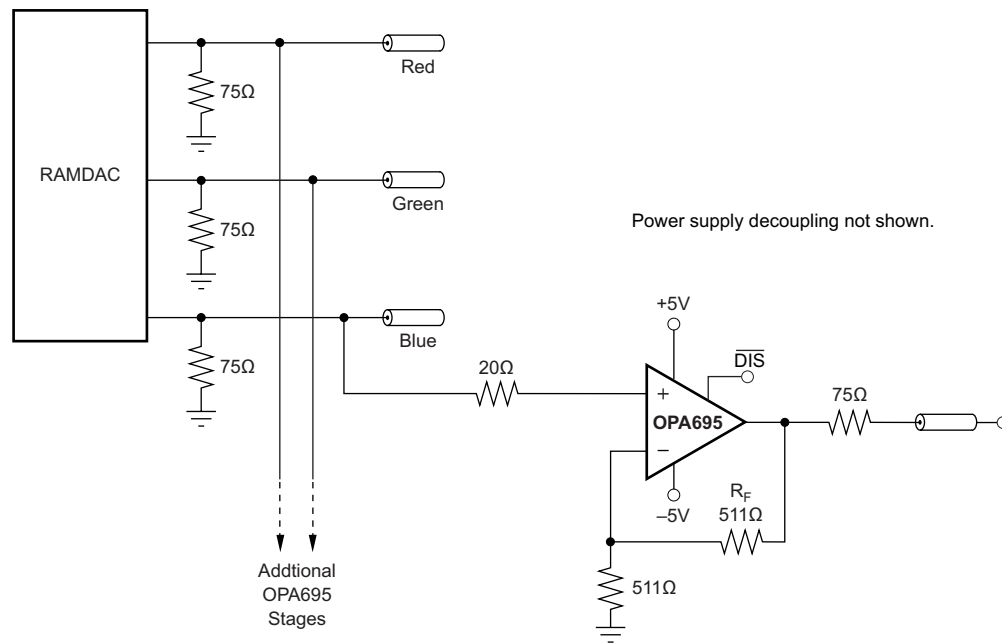 RAMDAC
75Ω
Red
75Ω
Green
75Ω
Blue
Power supply decoupling not shown.
+5V
DIS
20Ω
+
OPA695
–
75Ω
–5V
RF
511Ω
511Ω
Addtional
OPA695
Stages